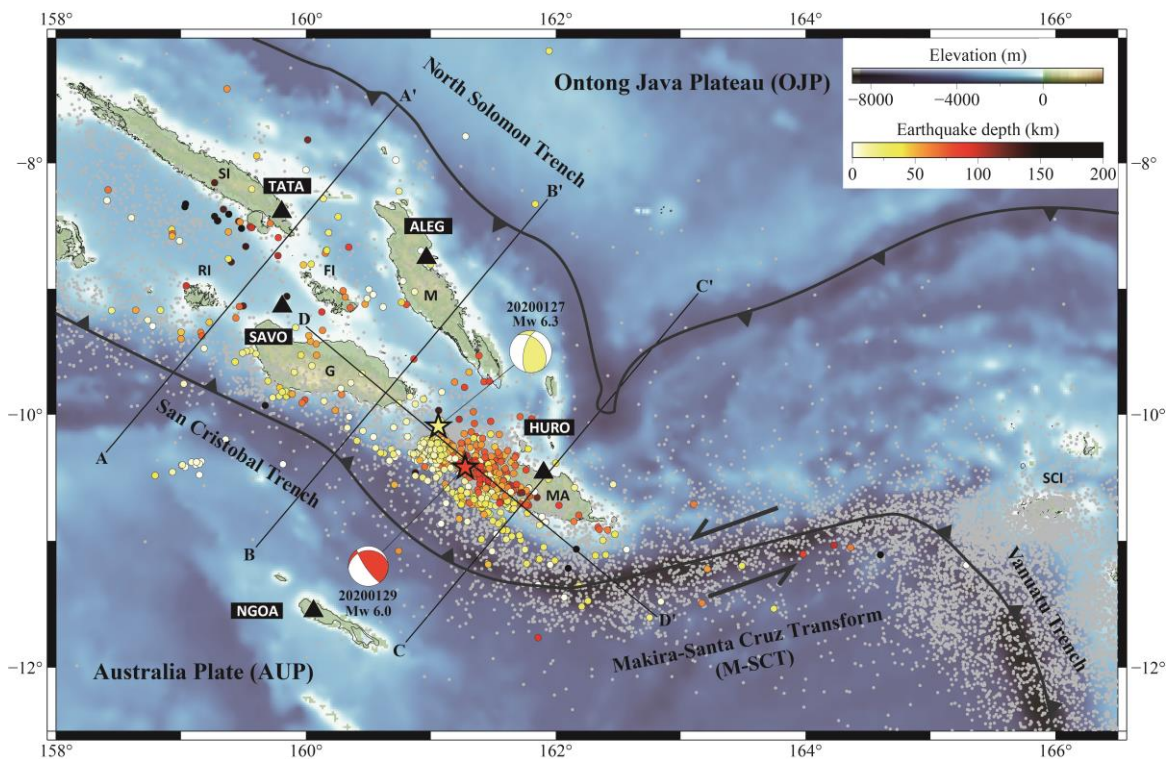 158° 160° 162° 164° 166°
Ontong Java Plateau (OJP)
Elevation (m)
−8000 −4000 0
Earthquake depth (km)
0 50 100 150 200
North Solomon Trench
A'
−8° −8°
SI
TATA
B'
ALEG
RI
FI
M
C'
D
20200127
Mw 6.3
SAVO
G
−10° −10°
San Cristobal Trench
HURO
A
MA
SCI
B
20200129
Mw 6.0
NGOA
D'
C
Makira-Santa Cruz Transform
(M-SCT)
Vanuatu Trench
Australia Plate (AUP)
−12° −12°
158° 160° 162° 164° 166°